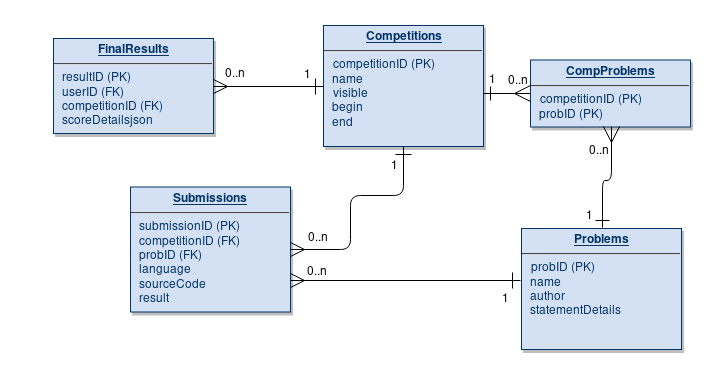 FinalResults
resultID (PK)
userID (FK)
competitionID (FK)
scoreDetailsjson
0..n
1
Competitions
competitionID (PK)
name
visible
begin
end
1
0..n
CompProblems
competitionID (PK)
probID (PK)
0..n
1
1
0..n
Submissions
submissionID (PK)
competitionID (FK)
probID (FK)
language
sourceCode
result
0..n
1
Problems
probID (PK)
name
author
statementDetails